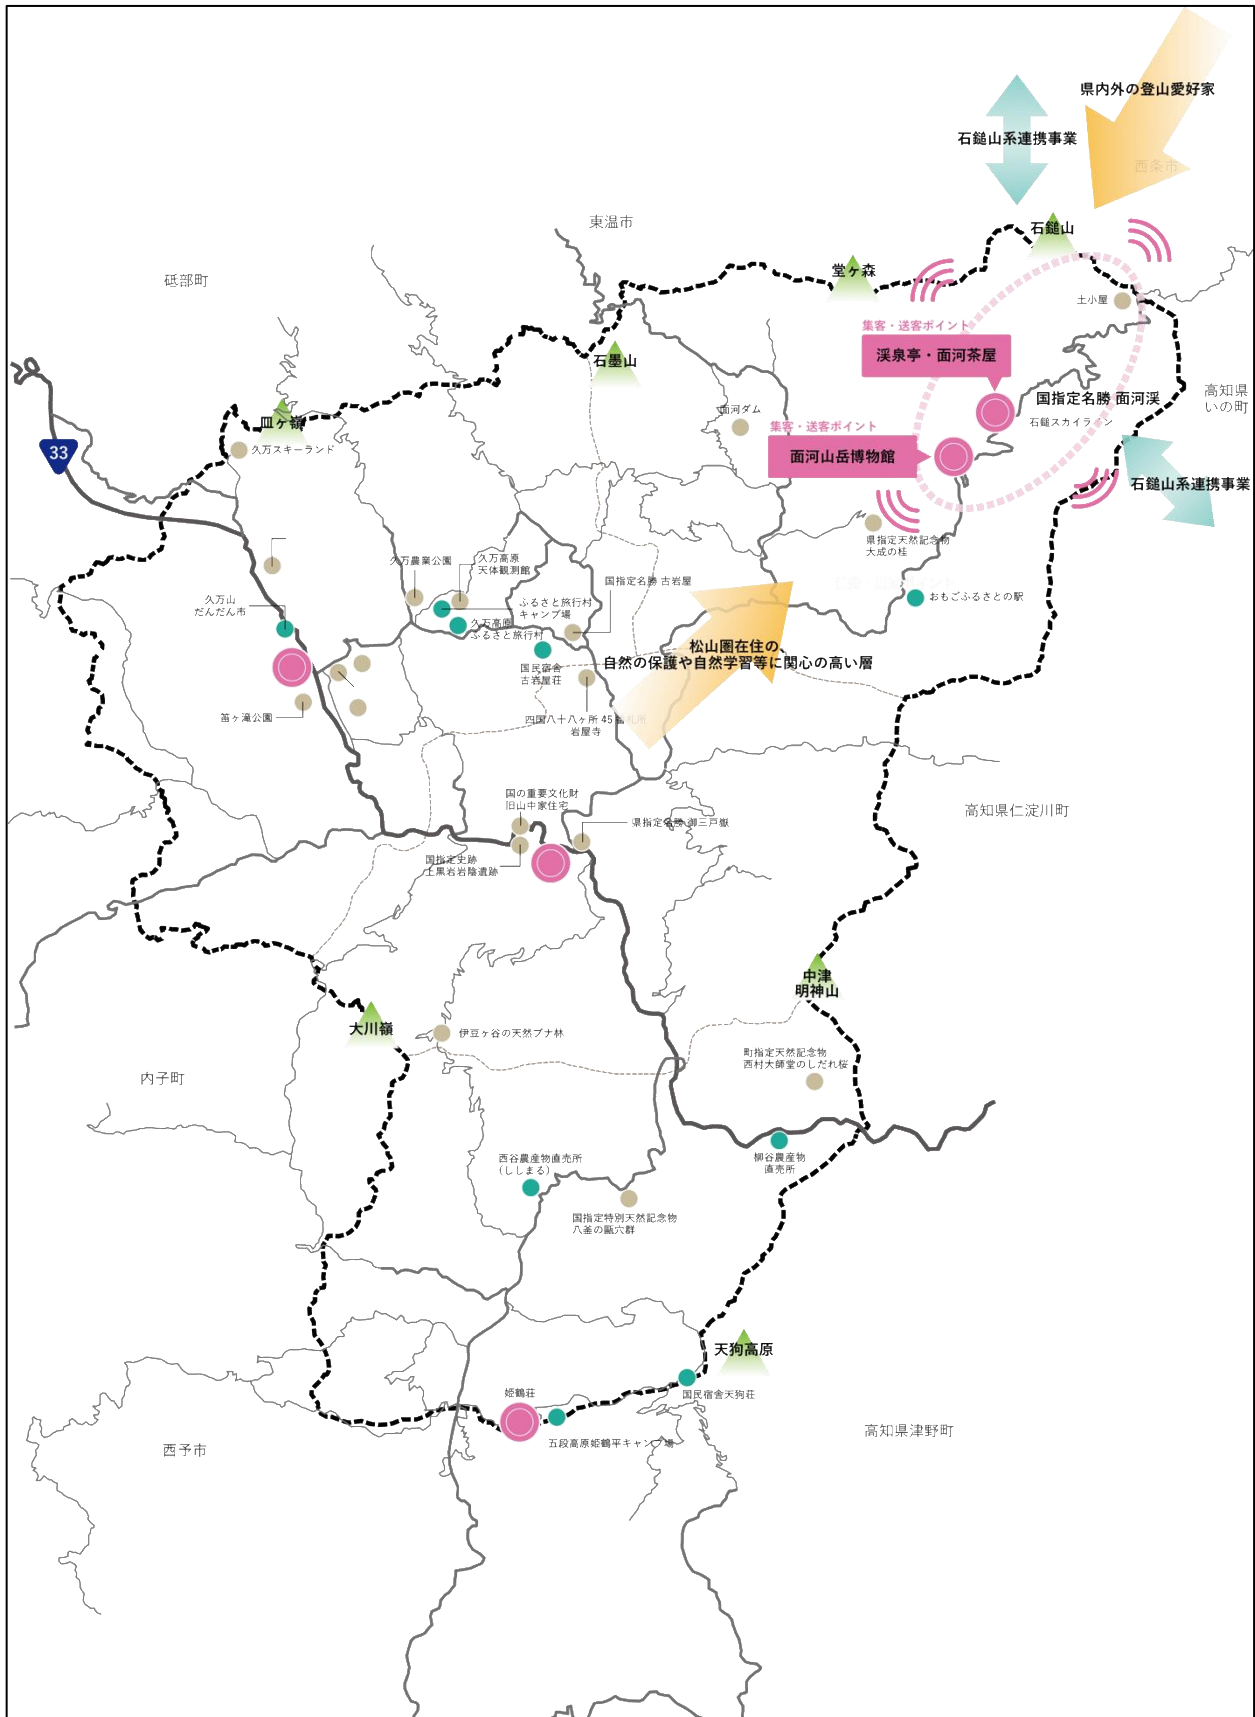 県内外の登山愛好家
石鎚山系連携事業
西条市
東温市
石鎚山
堂ヶ森
砥部町
土小屋
集客・送客ポイント
渓泉亭・面河茶屋
石墨山
高知県
いの町
国指定名勝 面河渓
石鎚スカイライン
面河ダム
皿ヶ嶺
集客・送客ポイント
面河山岳博物館
久万スキーランド
33
石鎚山系連携事業
県指定天然記念物
大成の桂
久万農業公園
久万高原
天体観測館
国指定名勝 古岩屋
おもごふるさとの駅
久万山
だんだん市
ふるさと旅行村
キャンプ場
久万高原
ふるさと旅行村
松山圏在住の、
自然の保護や自然学習等に関心の高い層
国民宿舎
古岩屋荘
笛ヶ滝公園
四国八十八ヶ所 45
岩屋寺
国の重要文化財
旧山中家住宅
県指定名勝 御三戸嶽
高知県仁淀川町
国指定史跡
上黒岩岩陰遺跡
中津
明神山
大川嶺
伊豆ヶ谷の天然ブナ林
町指定天然記念物
西村大師堂のしだれ桜
内子町
西谷農産物直売所
（ししまる）
柳谷農産物
直売所
国指定特別天然記念物
八釜の甌穴群
天狗高原
姫鶴荘
国民宿舎天狗荘
五段高原姫鶴平キャンプ場
西予市
高知県津野町